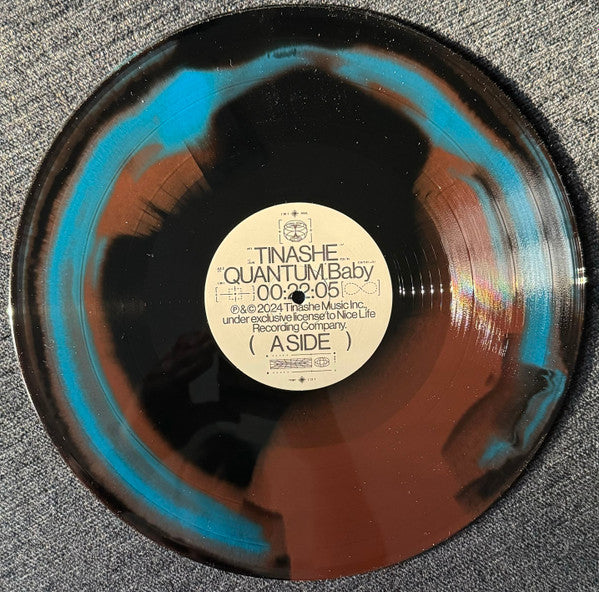 TINASHE
QUANTUM Baby
00:22:05
℗&© 2024 Tinashe Music Inc.,
under exclusive license to Nice Life
Recording Company.
( A SIDE )